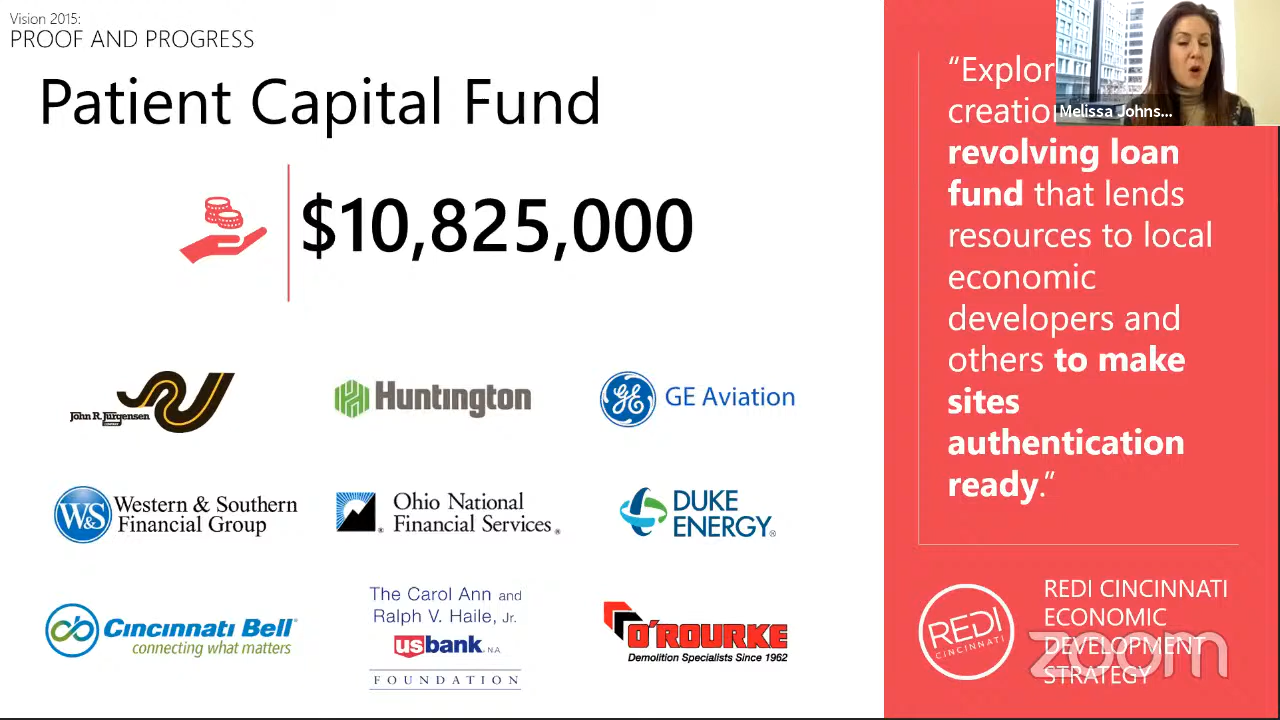 Vision 2015:
PROOF AND PROGRESS
Patient Capital Fund
$10,825,000
John R. Jurgensen
COMPANY
Huntington
GE Aviation
W&S
Western & Southern
Financial Group
Ohio National
Financial Services®
DUKE
ENERGY®
Cincinnati Bell®
connecting what matters
The Carol Ann and
Ralph V. Haile, Jr.
usbank N.A.
FOUNDATION
O'ROURKE
Demolition Specialists Since 1962
Melissa Johns...
revolving loan
fund that lends
resources to local
economic
developers and
others to make
sites
authentication
ready.”
REDI
CINCINNATI
REDI CINCINNATI
ECONOMIC
DEVELOPMENT
STRATEGY
zoom